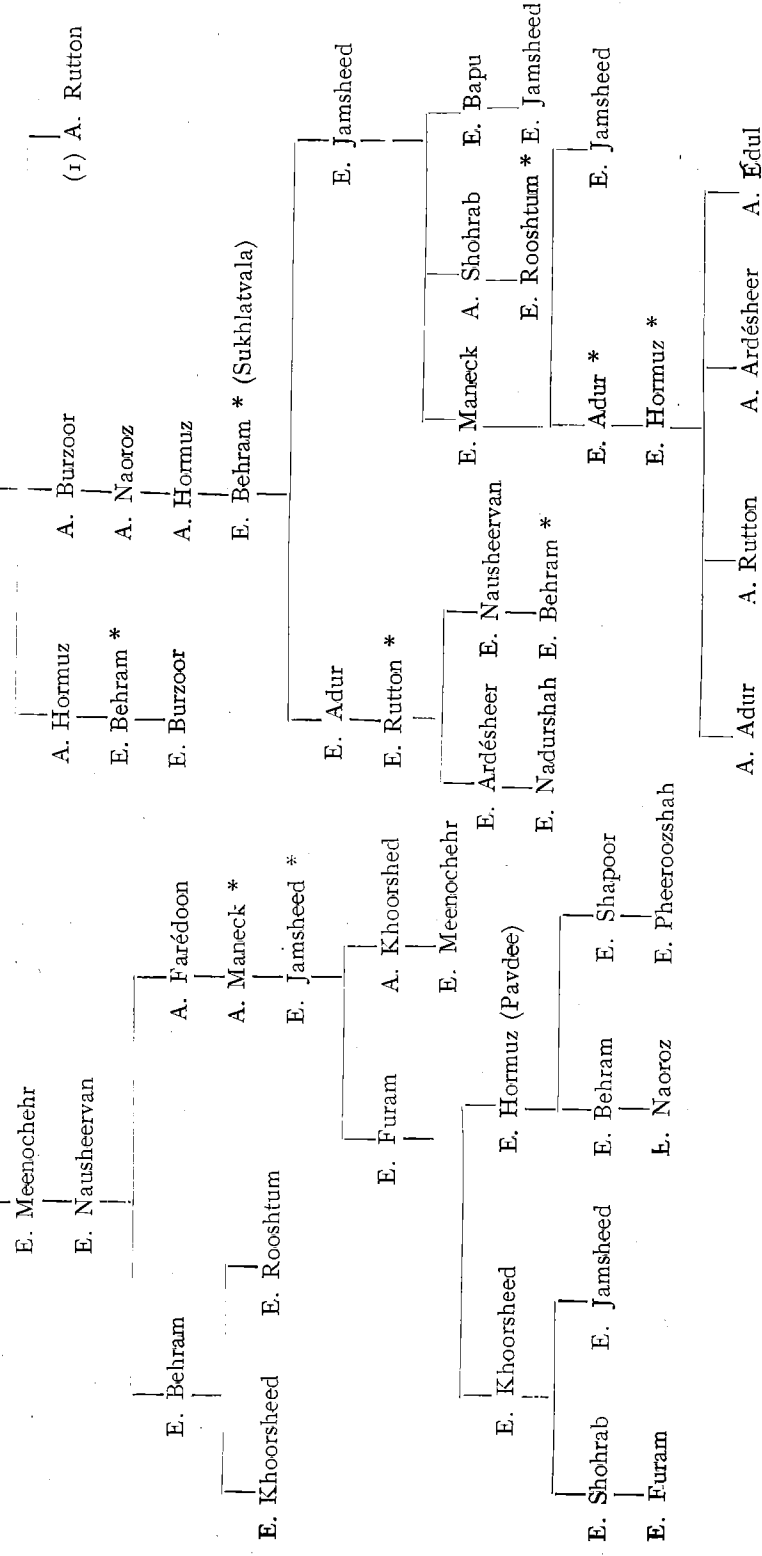 E. Meenochehr
(1) A. Rutton
A. Hormuz A. Burzoor
E. Nausheervan
E. Behram * A. Naoroz
E. Behram A. Farédoon E. Burzoor A. Hormuz
A. Maneck * E. Behram * (Sukhlatvala)
E. Khoorsheed E. Rooshtum
E. Jamsheed *
E. Adur E. Jamsheed
E. Furam A. Khoorshed E. Rutton *
E. Meenochehr
E. Maneck A. Shohrab E. Bapu
E. Ardésheer E. Nausheervan
E. Khoorsheed E. Hormuz (Pavdee)
E. Rooshtum * E. Jamsheed
E. Nadurshah E. Behram *
E. Shohrab E. Jamsheed E. Behram E. Shapoor E. Adur * E. Jamsheed
E. Furam E. Naoroz E. Pheeroozshah E. Hormuz *
A. Adur A. Rutton A. Ardésheer A. Édul